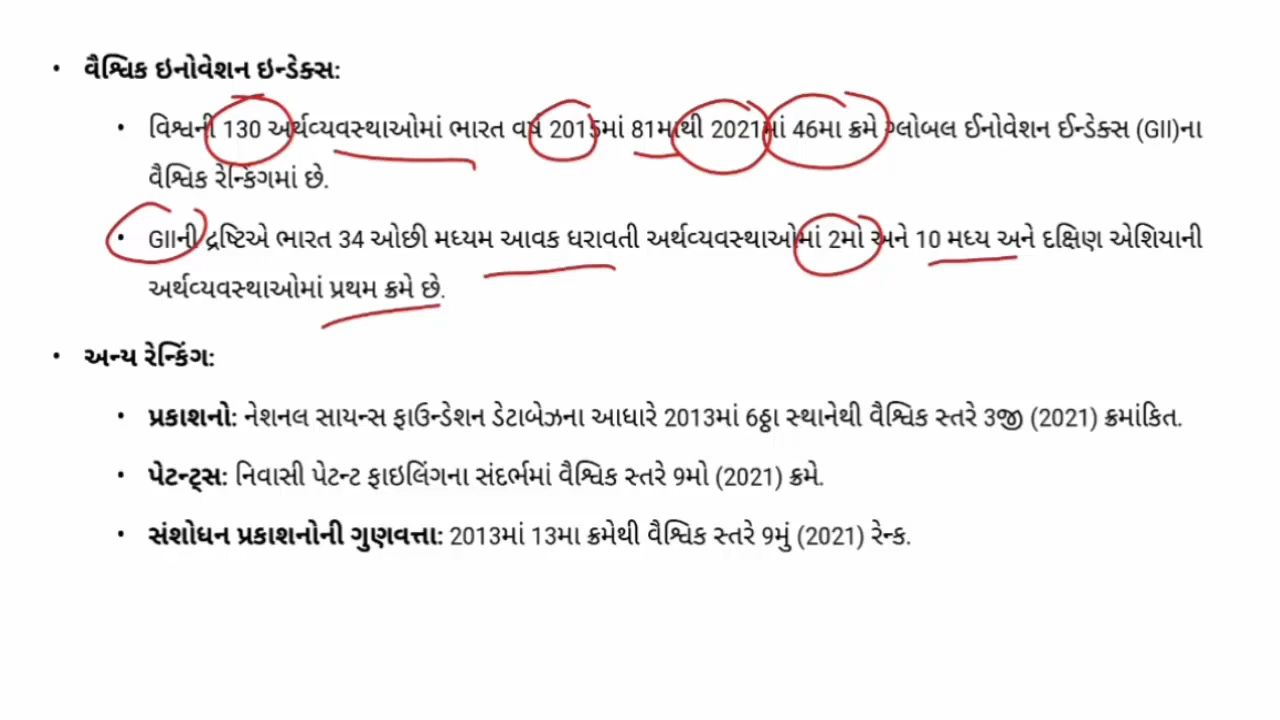 • વૈશ્વિક ઇનોવેશન ઇન્ડેક્સ:
• વિશ્વની 130 અર્થવ્યવસ્થાઓમાં ભારત વર્ષ 2015માં 81માથી 2021માં 46મા ક્રમે ગ્લોબલ ઈનોવેશન ઈન્ડેક્સ (GII)ના
વૈશ્વિક રેન્કિંગમાં છે.
• GIIની દ્રષ્ટિએ ભારત 34 ઓછી મધ્યમ આવક ધરાવતી અર્થવ્યવસ્થાઓમાં 2મો અને 10 મધ્ય અને દક્ષિણ એશિયાની
અર્થવ્યવસ્થાઓમાં પ્રથમ ક્રમે છે.
• અન્ય રેન્કિંગ:
• પ્રકાશનો: નેશનલ સાયન્સ ફાઉન્ડેશન ડેટાબેઝના આધારે 2013માં 6ઠ્ઠા સ્થાનેથી વૈશ્વિક સ્તરે 3જી (2021) ક્રમાંકિત.
• પેટન્ટ્સ: નિવાસી પેટન્ટ ફાઇલિંગના સંદર્ભમાં વૈશ્વિક સ્તરે 9મો (2021) ક્રમે.
• સંશોધન પ્રકાશનોની ગુણવત્તા: 2013માં 13મા ક્રમેથી વૈશ્વિક સ્તરે 9મું (2021) રેન્ક.